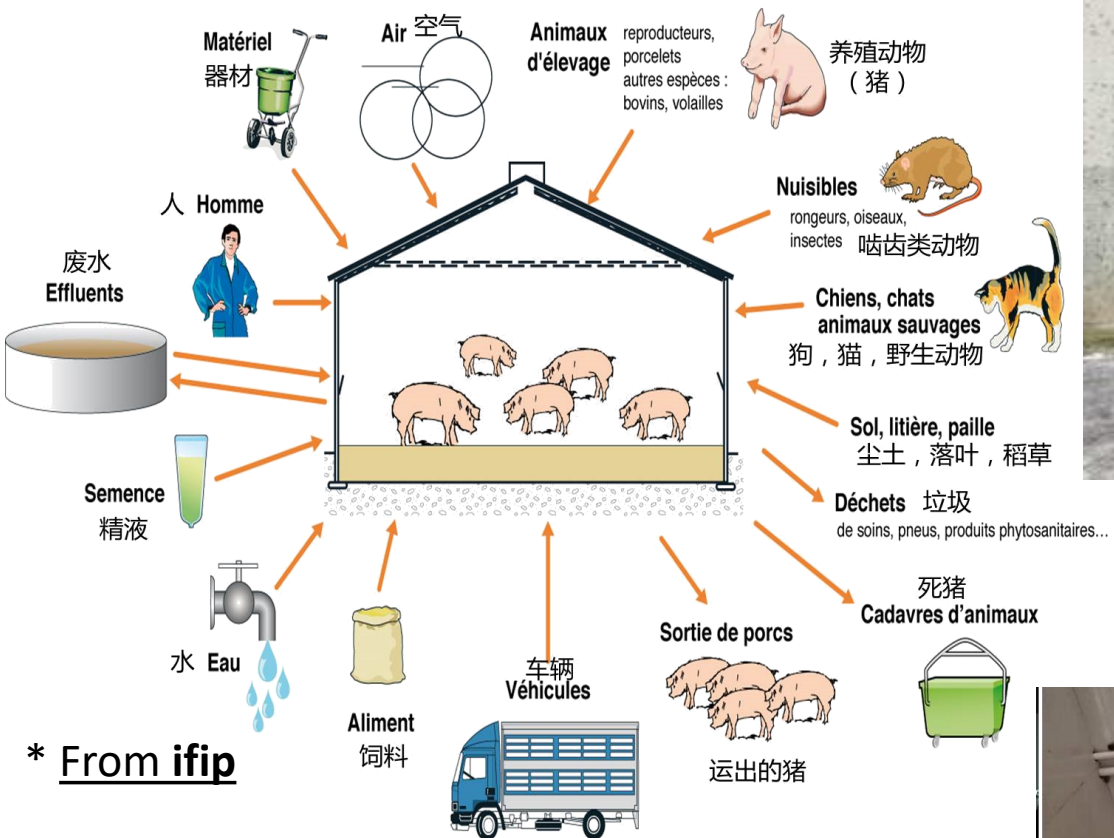 Matériel
器材
Air 空气
Animaux
d'élevage
reproducteurs,
porcelets
autres espèces :
bovins, volailles
养殖动物
（猪）
Nuisibles
rongeurs, oiseaux,
insectes 啮齿类动物
人 Homme
废水
Effluents
Chiens, chats
animaux sauvages
狗，猫，野生动物
Sol, litière, paille
尘土，落叶，稻草
Semence
精液
Déchets 垃圾
de soins, pneus, produits phytosanitaires...
死猪
Cadavres d'animaux
水 Eau
Aliment
饲料
车辆
Véhicules
Sortie de porcs
运出的猪
* From ifip